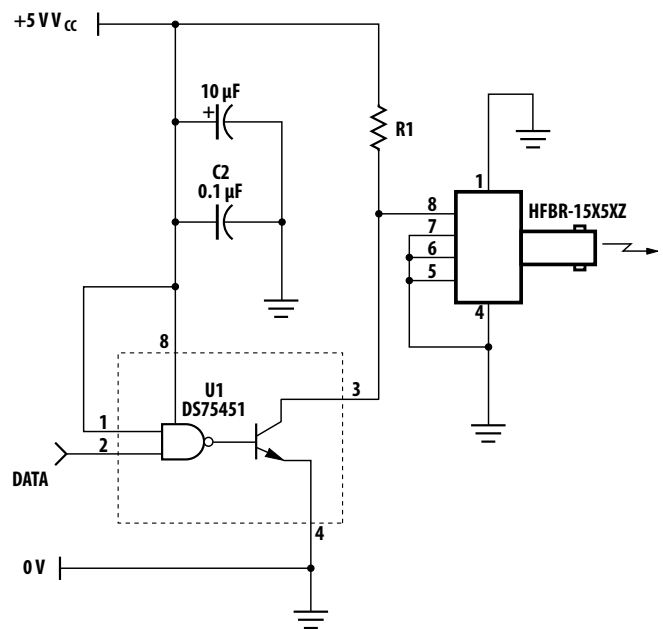 +5 V VCC
10 µF
+
R1
C2
0.1 µF
1
8
HFBR-15X5XZ
7
6
5
4
8
U1
DS75451
3
1
2
DATA
4
0 V